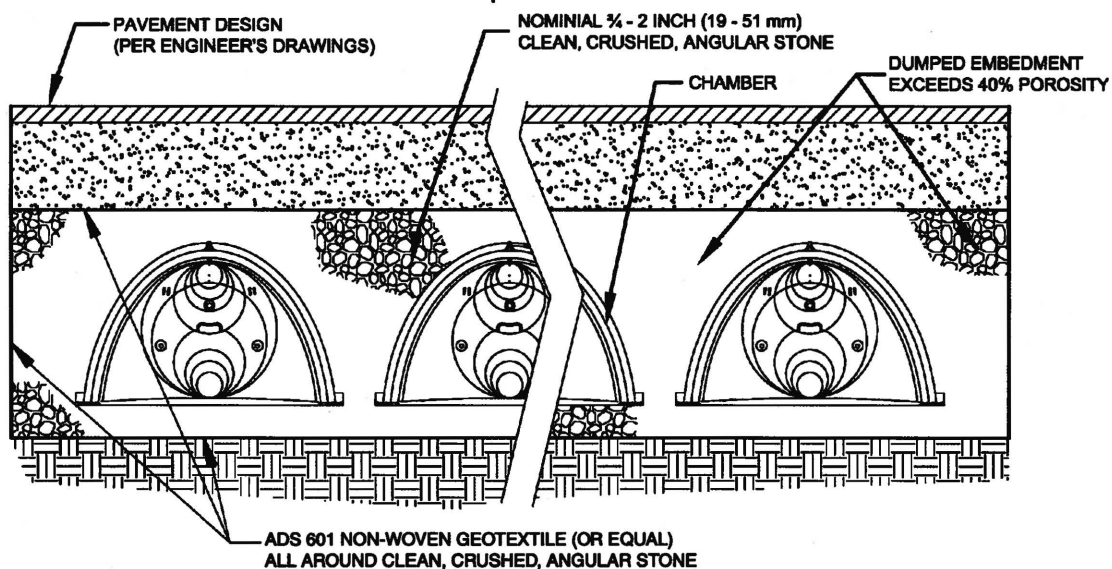 PAVEMENT DESIGN
(PER ENGINEER'S DRAWINGS)
NOMINIAL ¾ - 2 INCH (19 - 51 mm)
CLEAN, CRUSHED, ANGULAR STONE
CHAMBER
DUMPED EMBEDMENT
EXCEEDS 40% POROSITY
ADS 601 NON-WOVEN GEOTEXTILE (OR EQUAL)
ALL AROUND CLEAN, CRUSHED, ANGULAR STONE